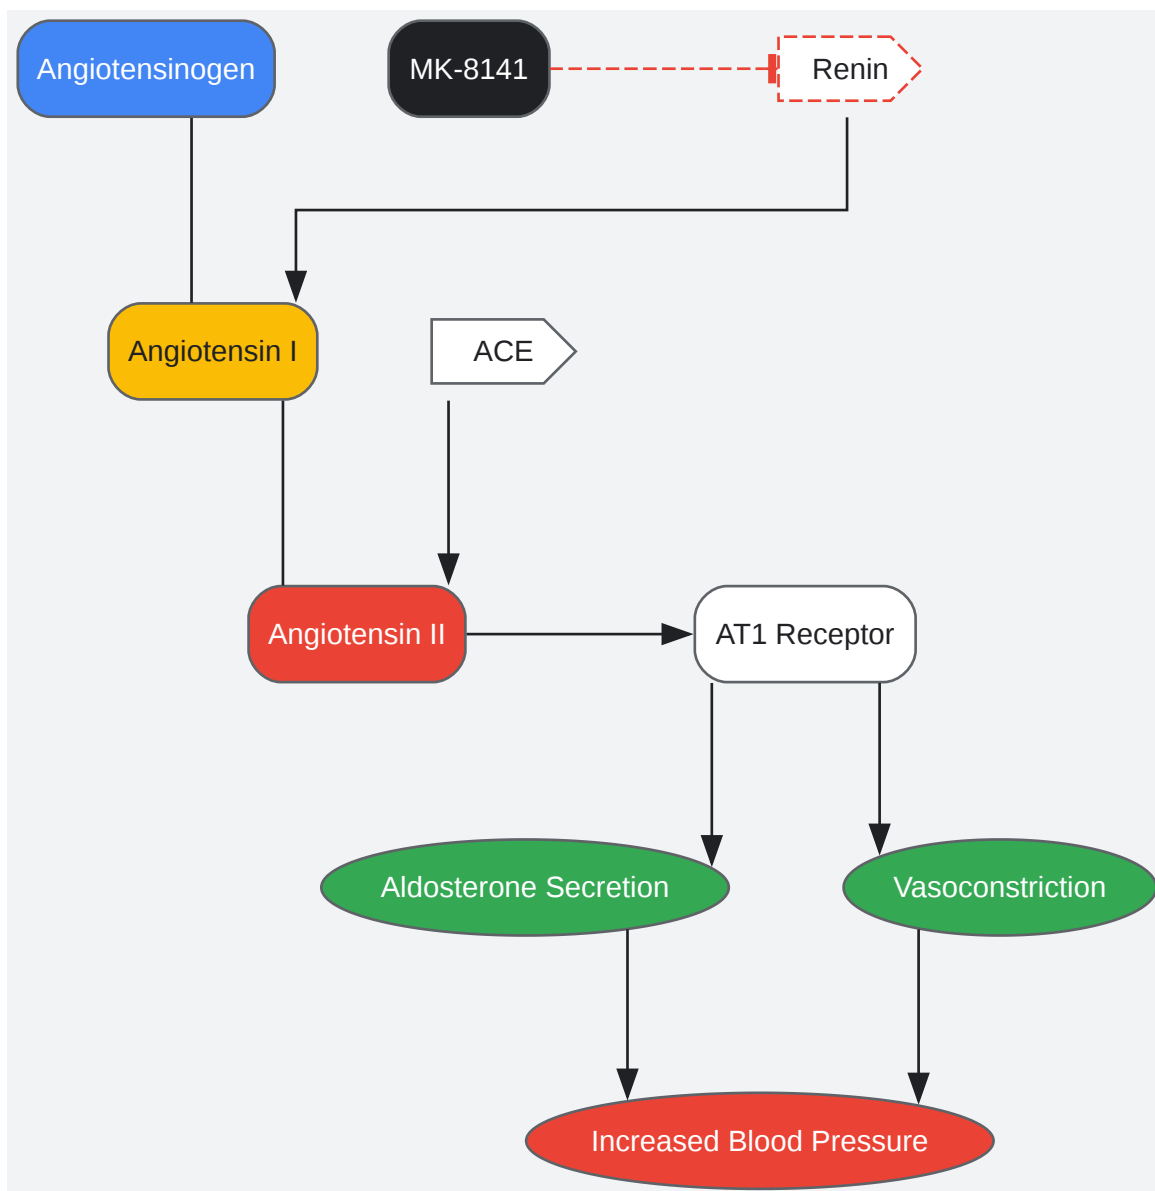 Angiotensinogen
MK-8141
Renin
Angiotensin I
ACE
Angiotensin II
AT1 Receptor
Aldosterone Secretion
Vasoconstriction
Increased Blood Pressure